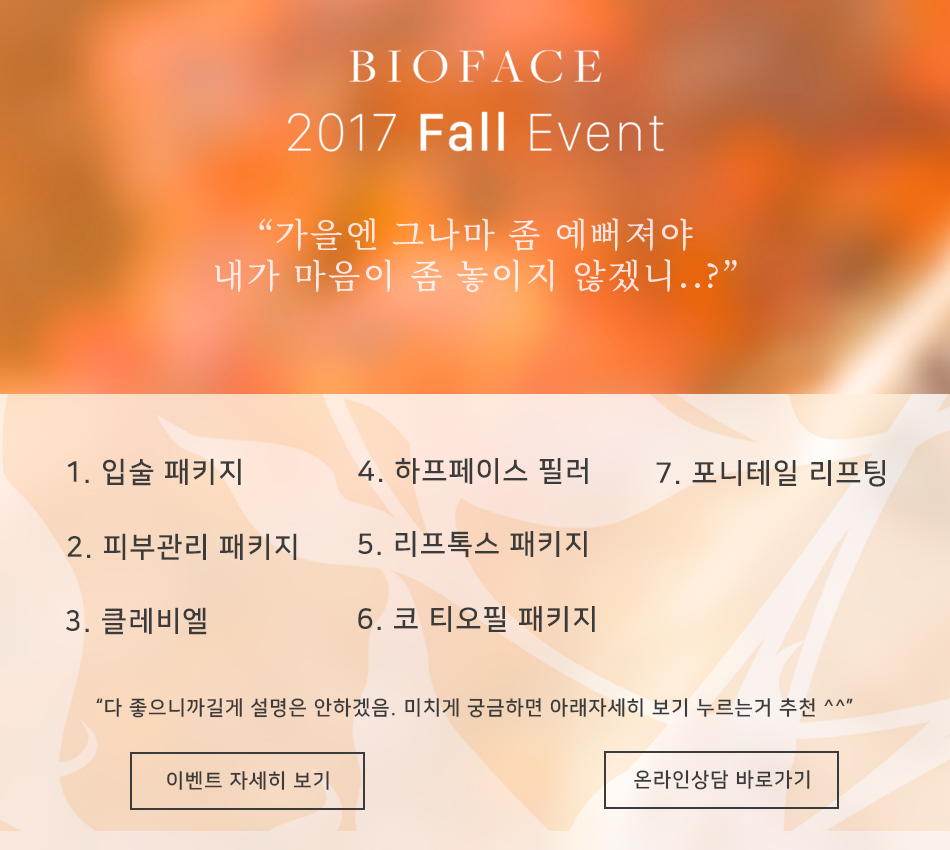 BIOFACE
2017 Fall Event
“가을엔 그나마 좀 예뻐져야
내가 마음이 좀 놓이지 않겠니..?”
1. 입술 패키지
2. 피부관리 패키지
3. 클레비엘
4. 하프페이스 필러
5. 리프톡스 패키지
6. 코 티오필 패키지
7. 포니테일 리프팅
“다 좋으니까길게 설명은 안하겠음. 미치게 궁금하면 아래자세히 보기 누르는거 추천 ^^”
이벤트 자세히 보기
온라인상담 바로가기